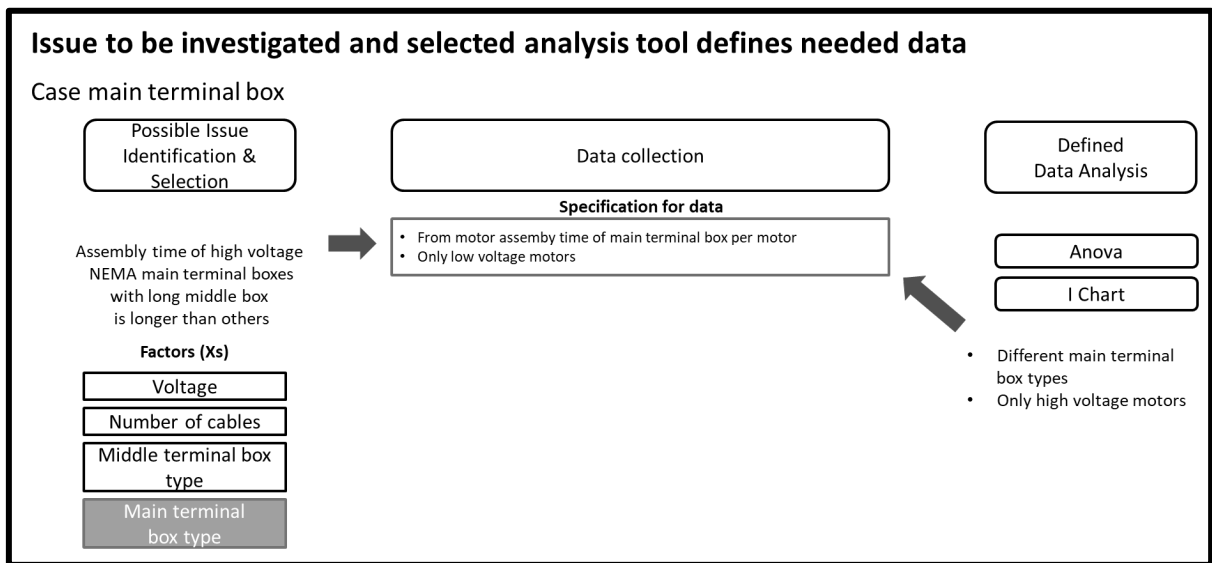 Issue to be investigated and selected analysis tool defines needed data
Case main terminal box
Possible Issue
Identification &
Selection
Data collection
Defined
Data Analysis
Specification for data
• From motor assemby time of main terminal box per motor
• Only low voltage motors
Assembly time of high voltage
NEMA main terminal boxes
with long middle box
is longer than others
Anova
I Chart
Factors (Xs)
Voltage
Number of cables
Middle terminal box
type
Main terminal
box type
• Different main terminal
box types
• Only high voltage motors